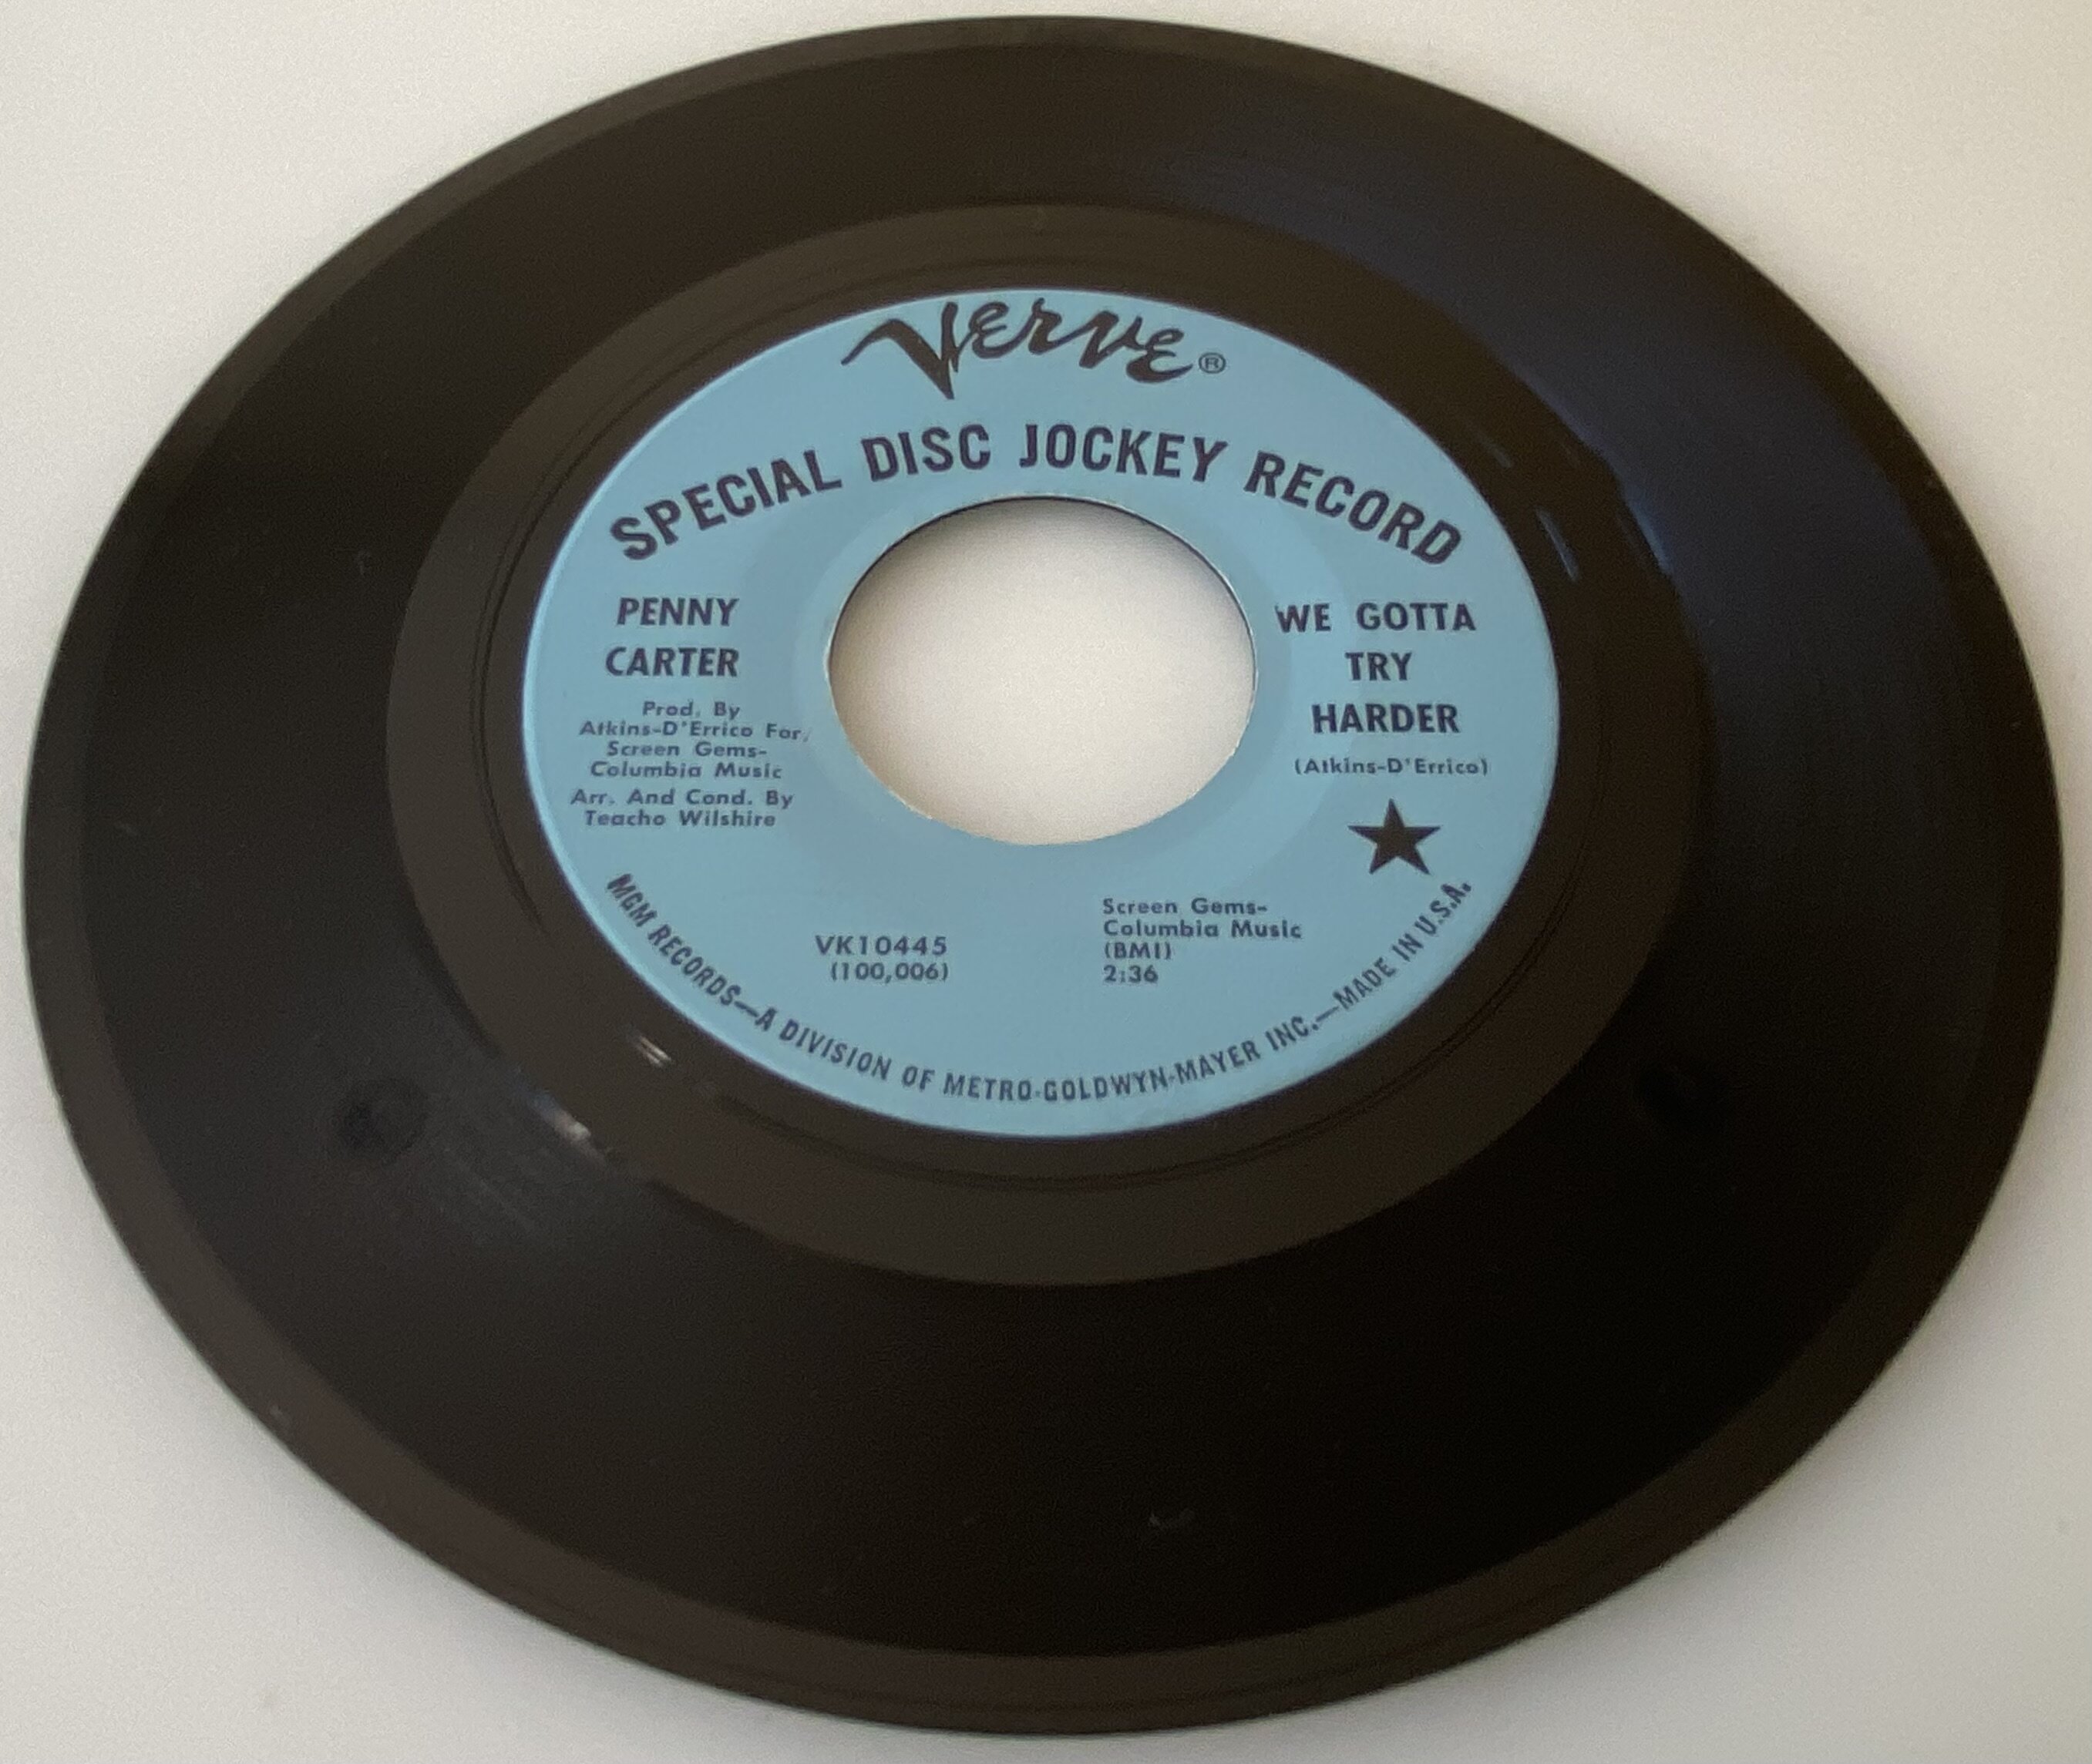 Verve®
SPECIAL DISC JOCKEY RECORD
PENNY
CARTER
Prod. By
Atkins-D'Errico For,
Screen Gems-
Columbia Music
Arr. And Cond. By
Teacho Wilshire
WE GOTTA
TRY
HARDER
(Atkins-D'Errico)
VK10445
(100,006)
Screen Gems-
Columbia Music
(BMI)
2:36
MGM RECORDS—A DIVISION OF METRO-GOLDWYN-MAYER INC.—MADE IN U.S.A.